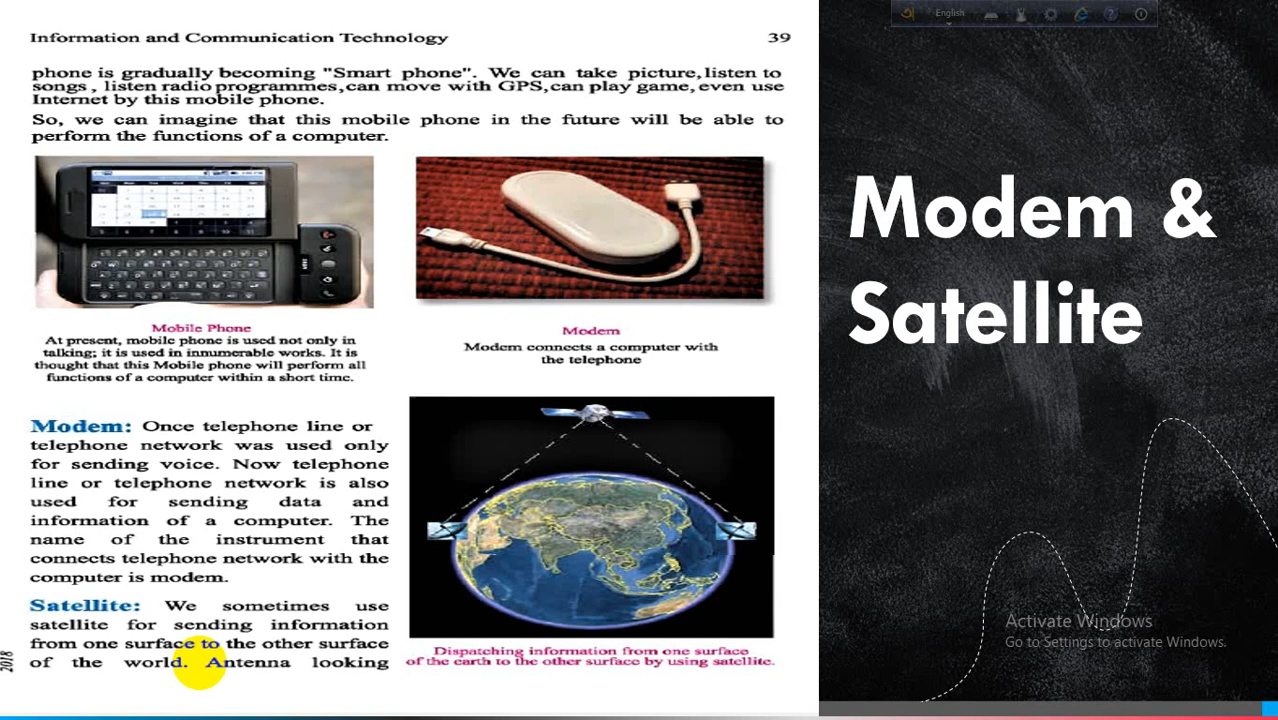 English
Information and Communication Technology 39
phone is gradually becoming "Smart phone". We can take picture, listen to
songs , listen radio programmes,can move with GPS,can play game, even use
Internet by this mobile phone.
So, we can imagine that this mobile phone in the future will be able to
perform the functions of a computer.
Mobile Phone
At present, mobile phone is used not only in
talking; it is used in innumerable works. It is
thought that this Mobile phone will perform all
functions of a computer within a short time.
Modem
Modem connects a computer with
the telephone
Modem: Once telephone line or
telephone network was used only
for sending voice. Now telephone
line or telephone network is also
used for sending data and
information of a computer. The
name of the instrument that
connects telephone network with the
computer is modem.
Satellite: We sometimes use
satellite for sending information
from one surface to the other surface
of the world. Antenna looking
Dispatching information from one surface
of the earth to the other surface by using satellite.
2018
Modem &
Satellite
Activate Windows
Go to Settings to activate Windows.